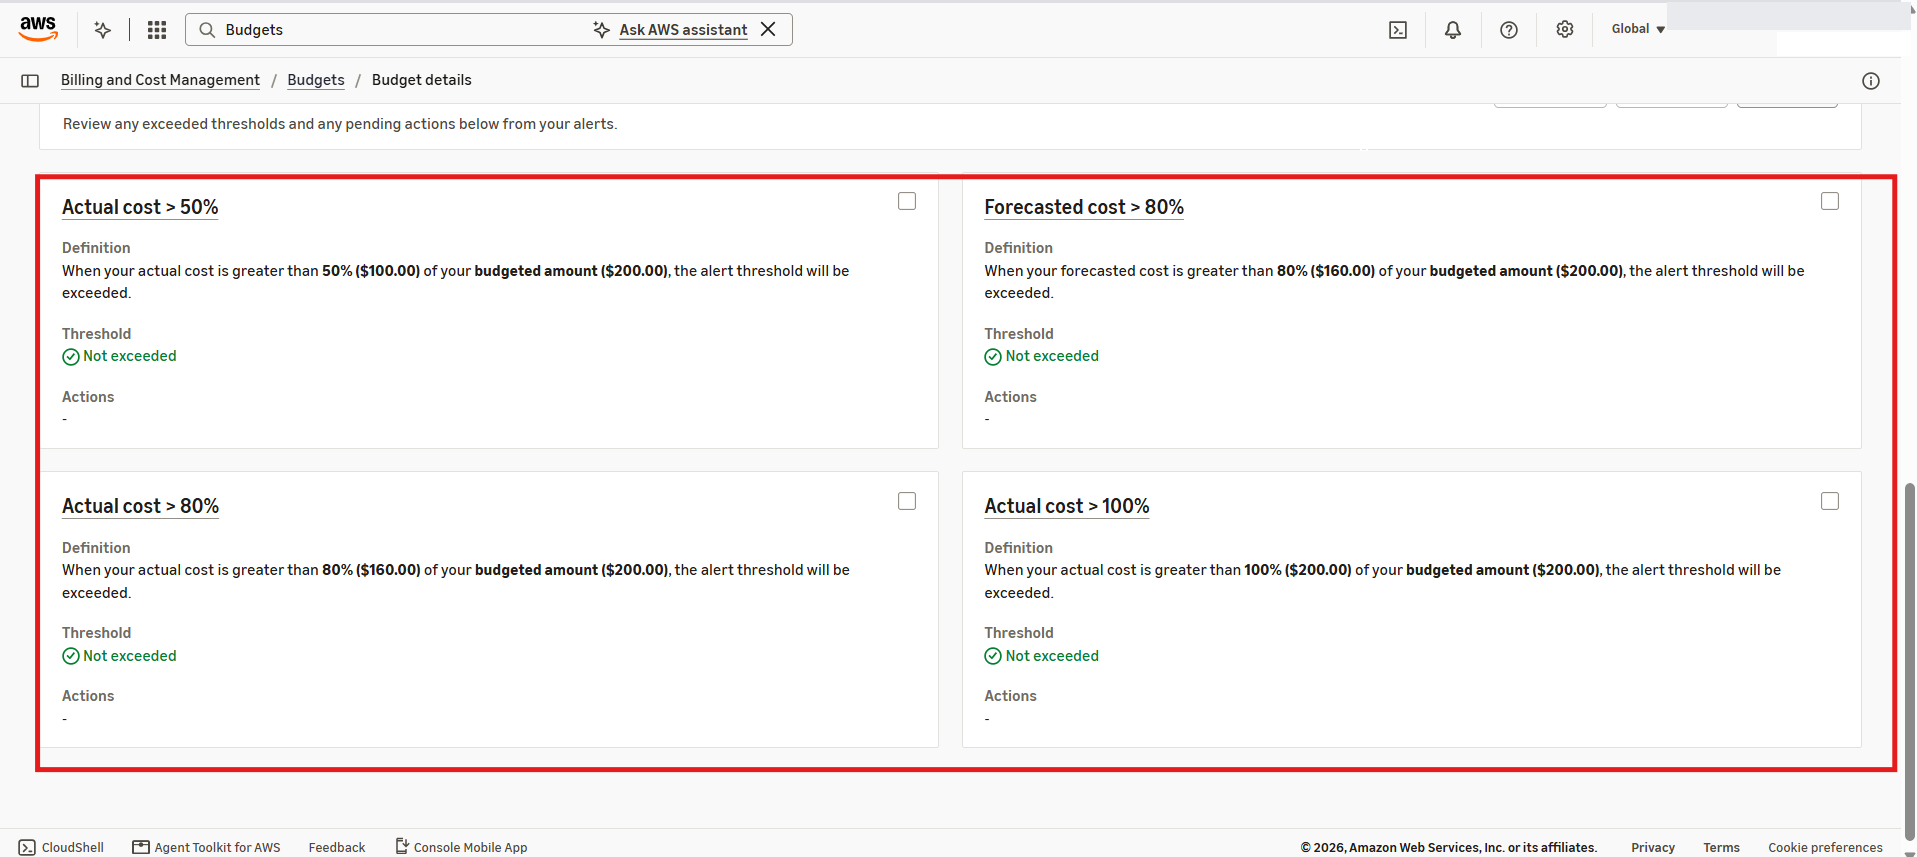 aws
Budgets
Ask AWS assistant
Global
Billing and Cost Management / Budgets / Budget details
Review any exceeded thresholds and any pending actions below from your alerts.
Actual cost > 50%
Definition
When your actual cost is greater than 50% ($100.00) of your budgeted amount ($200.00), the alert threshold will be
exceeded.
Threshold
Not exceeded
Actions
-
Forecasted cost > 80%
Definition
When your forecasted cost is greater than 80% ($160.00) of your budgeted amount ($200.00), the alert threshold will be
exceeded.
Threshold
Not exceeded
Actions
-
Actual cost > 80%
Definition
When your actual cost is greater than 80% ($160.00) of your budgeted amount ($200.00), the alert threshold will be
exceeded.
Threshold
Not exceeded
Actions
-
Actual cost > 100%
Definition
When your actual cost is greater than 100% ($200.00) of your budgeted amount ($200.00), the alert threshold will be
exceeded.
Threshold
Not exceeded
Actions
-
CloudShell Agent Toolkit for AWS Feedback Console Mobile App © 2026, Amazon Web Services, Inc. or its affiliates. Privacy Terms Cookie preferences